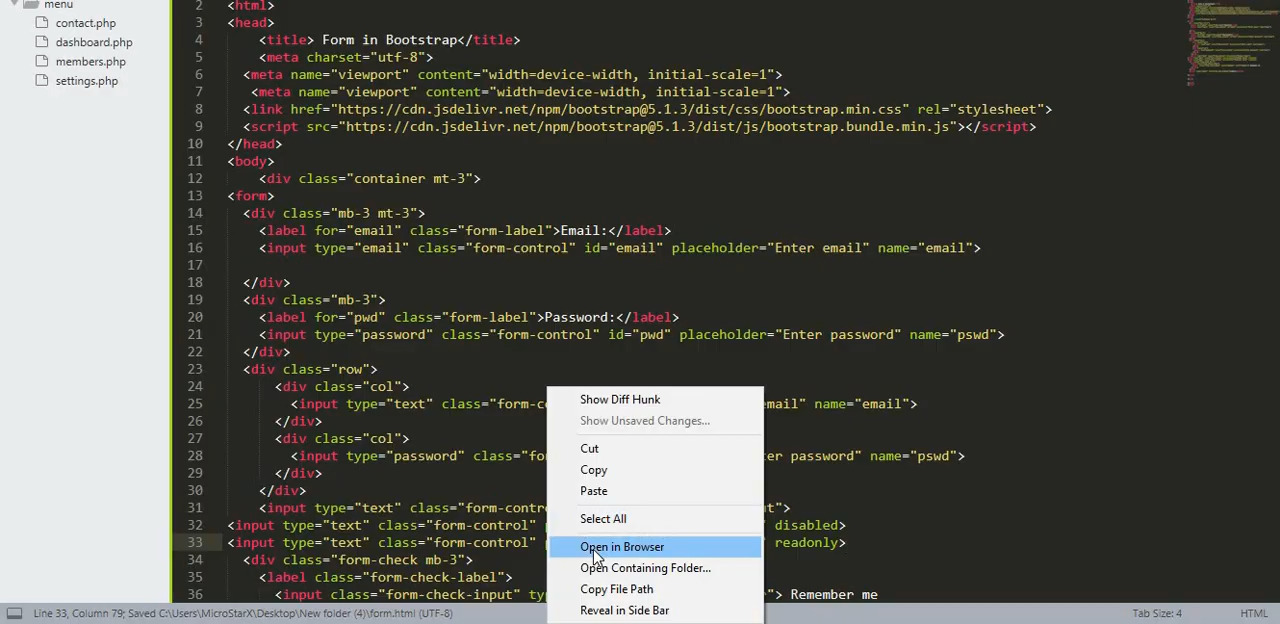 menu
contact.php
dashboard.php
members.php
settings.php
2 <html>
3 <head>
4 <title> Form in Bootstrap</title>
5 <meta charset="utf-8">
6 <meta name="viewport" content="width=device-width, initial-scale=1">
7 <meta name="viewport" content="width=device-width, initial-scale=1">
8 <link href="https://cdn.jsdelivr.net/npm/bootstrap@5.1.3/dist/css/bootstrap.min.css" rel="stylesheet">
9 <script src="https://cdn.jsdelivr.net/npm/bootstrap@5.1.3/dist/js/bootstrap.bundle.min.js"></script>
10 </head>
11 <body>
12 <div class="container mt-3">
13 <form>
14 <div class="mb-3 mt-3">
15 <label for="email" class="form-label">Email:</label>
16 <input type="email" class="form-control" id="email" placeholder="Enter email" name="email">
17
18 </div>
19 <div class="mb-3">
20 <label for="pwd" class="form-label">Password:</label>
21 <input type="password" class="form-control" id="pwd" placeholder="Enter password" name="pswd">
22 </div>
23 <div class="row">
24 <div class="col">
25 <input type="text" class="form-c email" name="email">
26 </div>
27 <div class="col">
28 <input type="password" class="fo er password" name="pswd">
29 </div>
30 </div>
31 <input type="text" class="form-c t">
32 <input type="text" class="form-control" p " disabled>
33 <input type="text" class="form-control" p " readonly>
34 <div class="form-check mb-3">
35 <label class="form-check-label">
36 <input class="form-check-input" t > Remember me
Show Diff Hunk
Show Unsaved Changes...
Cut
Copy
Paste
Select All
Open in Browser
Open Containing Folder...
Copy File Path
Reveal in Side Bar
Line 33, Column 79; Saved C:\Users\MicroStarX\Desktop\New folder (4)\form.html (UTF-8)
Tab Size: 4
HTML